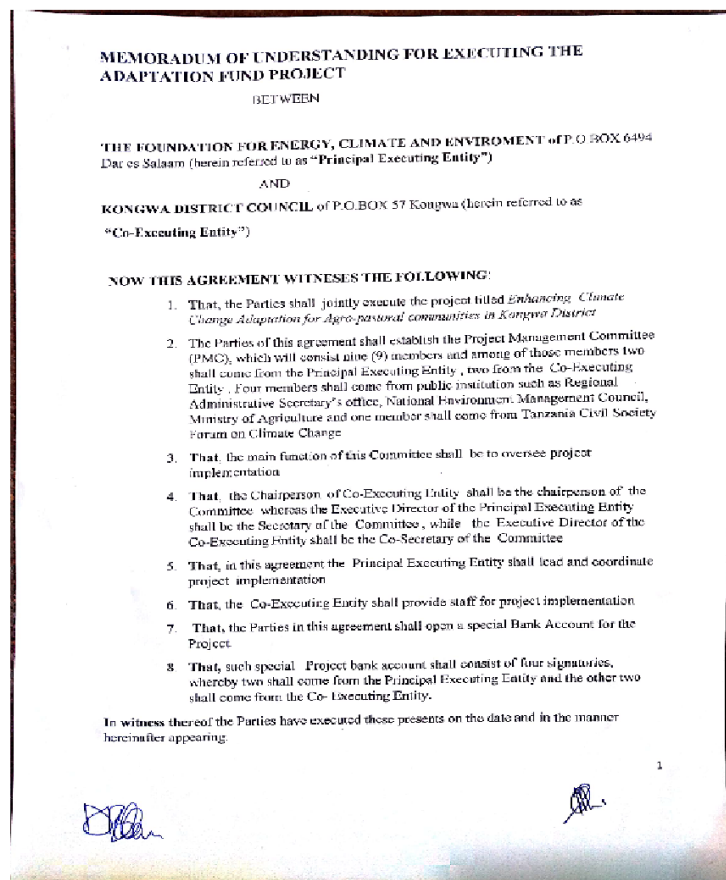 MEMORADUM OF UNDERSTANDING FOR EXECUTING THE
ADAPTATION FUND PROJECT
BETWEEN
THE FOUNDATION FOR ENERGY, CLIMATE AND ENVIROMENT of P.O BOX 6494
Dar es Salaam (herein referred to as "Principal Executing Entity")
AND
KONGWA DISTRICT COUNCIL of P.O.BOX 57 Kongwa (herein referred to as
"Co-Executing Entity")
NOW THIS AGREEMENT WITNESES THE FOLLOWING:
1. That, the Parties shall jointly execute the project titled Enhancing Climate
Change Adaptation for Agro-pastoral communities in Kongwa District
2. The Parties of this agreement shall establish the Project Management Committee
(PMC), which will consist nine (9) members and among of those members two
shall come from the Principal Executing Entity , two from the Co-Executing
Entity . Four members shall come from public institution such as Regional
Administrative Secretary's office, National Environment Management Council,
Ministry of Agriculture and one member shall come from Tanzania Civil Society
Forum on Climate Change
3. That, the main function of this Committee shall be to oversee project
implementation
4. That, the Chairperson of Co-Executing Entity shall be the chairperson of the
Committee whereas the Executive Director of the Principal Executing Entity
shall be the Secretary of the Committee , while the Executive Director of the
Co-Executing Entity shall be the Co-Secretary of the Committee
5. That, in this agreement the Principal Executing Entity shall lead and coordinate
project implementation
6. That, the Co-Executing Entity shall provide staff for project implementation
7. That, the Parties in this agreement shall open a special Bank Account for the
Project.
8. That, such special Project bank account shall consist of four signatories,
whereby two shall come from the Principal Executing Entity and the other two
shall come from the Co- Executing Entity.
In witness thereof the Parties have executed these presents on the date and in the manner
hereinafter appearing.
1